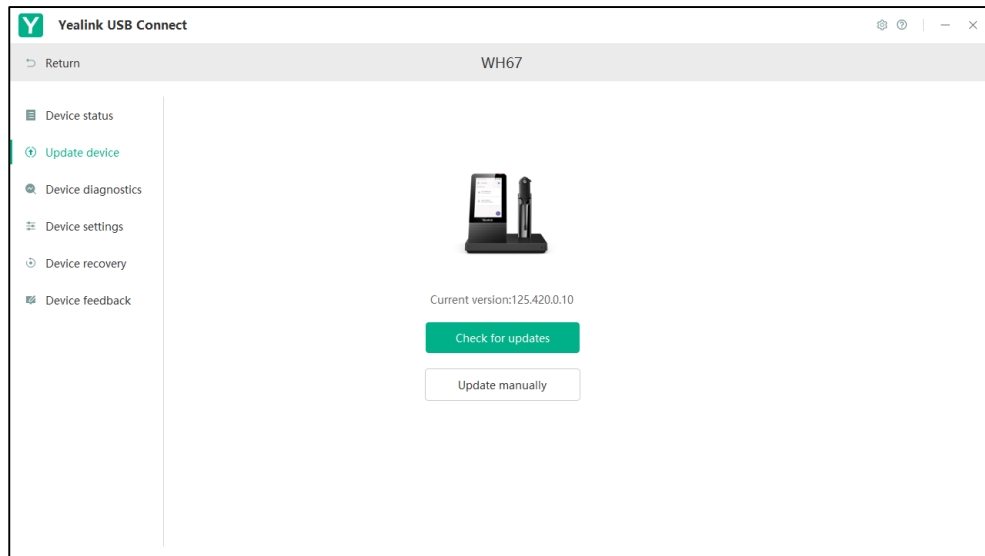 Y
Yealink USB Connect
Return
WH67
Device status
Update device
Device diagnostics
Device settings
Device recovery
Device feedback
Current version:125.420.0.10
Check for updates
Update manually